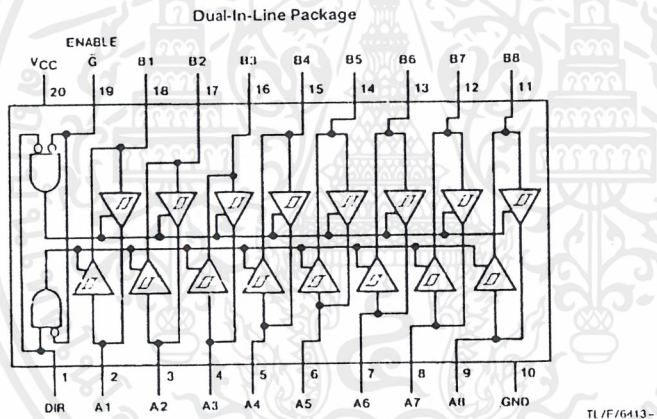 Dual-In-Line Package
ENABLE
VCC G̅ B1 B2 B3 B4 B5 B6 B7 B8
20 19 18 17 16 15 14 13 12 11
1 2 3 4 5 6 7 8 9 10
DIR A1 A2 A3 A4 A5 A6 A7 A8 GND
TL/F/6413-